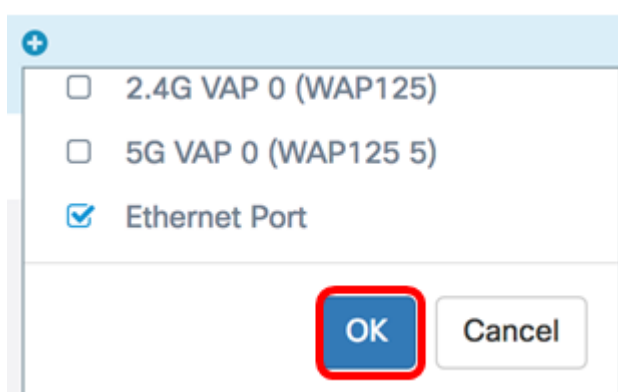 2.4G VAP 0 (WAP125)
5G VAP 0 (WAP125 5)
Ethernet Port
OK Cancel